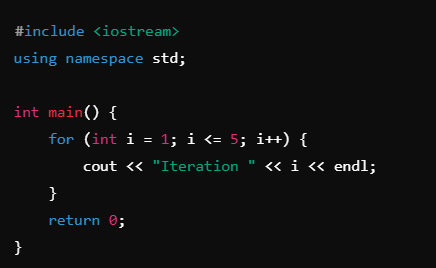 #include <iostream>
using namespace std;

int main() {
    for (int i = 1; i <= 5; i++) {
        cout << "Iteration " << i << endl;
    }
    return 0;
}